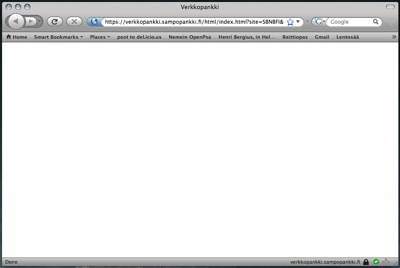 Verkkopankki
https://verkkopankki.sampopankki.fi/html/index.html?site=SBNBFI&
Google
Home Smart Bookmarks Places post to del.icio.us Nemein OpenPsa Henri Bergius, in Hel... Reittiopas Gmail Lentosää »
Done verkkopankki.sampopankki.fi